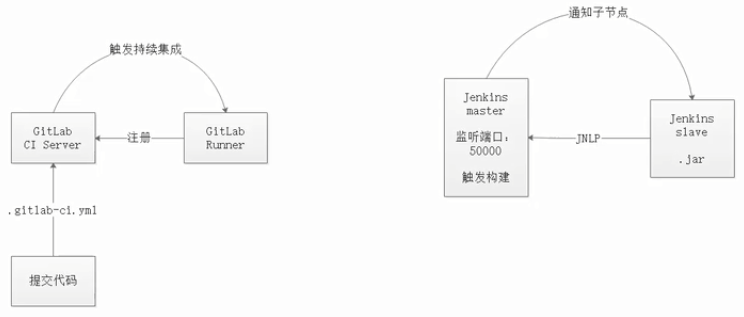 触发持续集成
GitLab
CI Server
注册
GitLab
Runner
.gitlab-ci.yml
提交代码
通知子节点
Jenkins
master
监听端口:
50000
触发构建
JNLP
Jenkins
slave
.jar